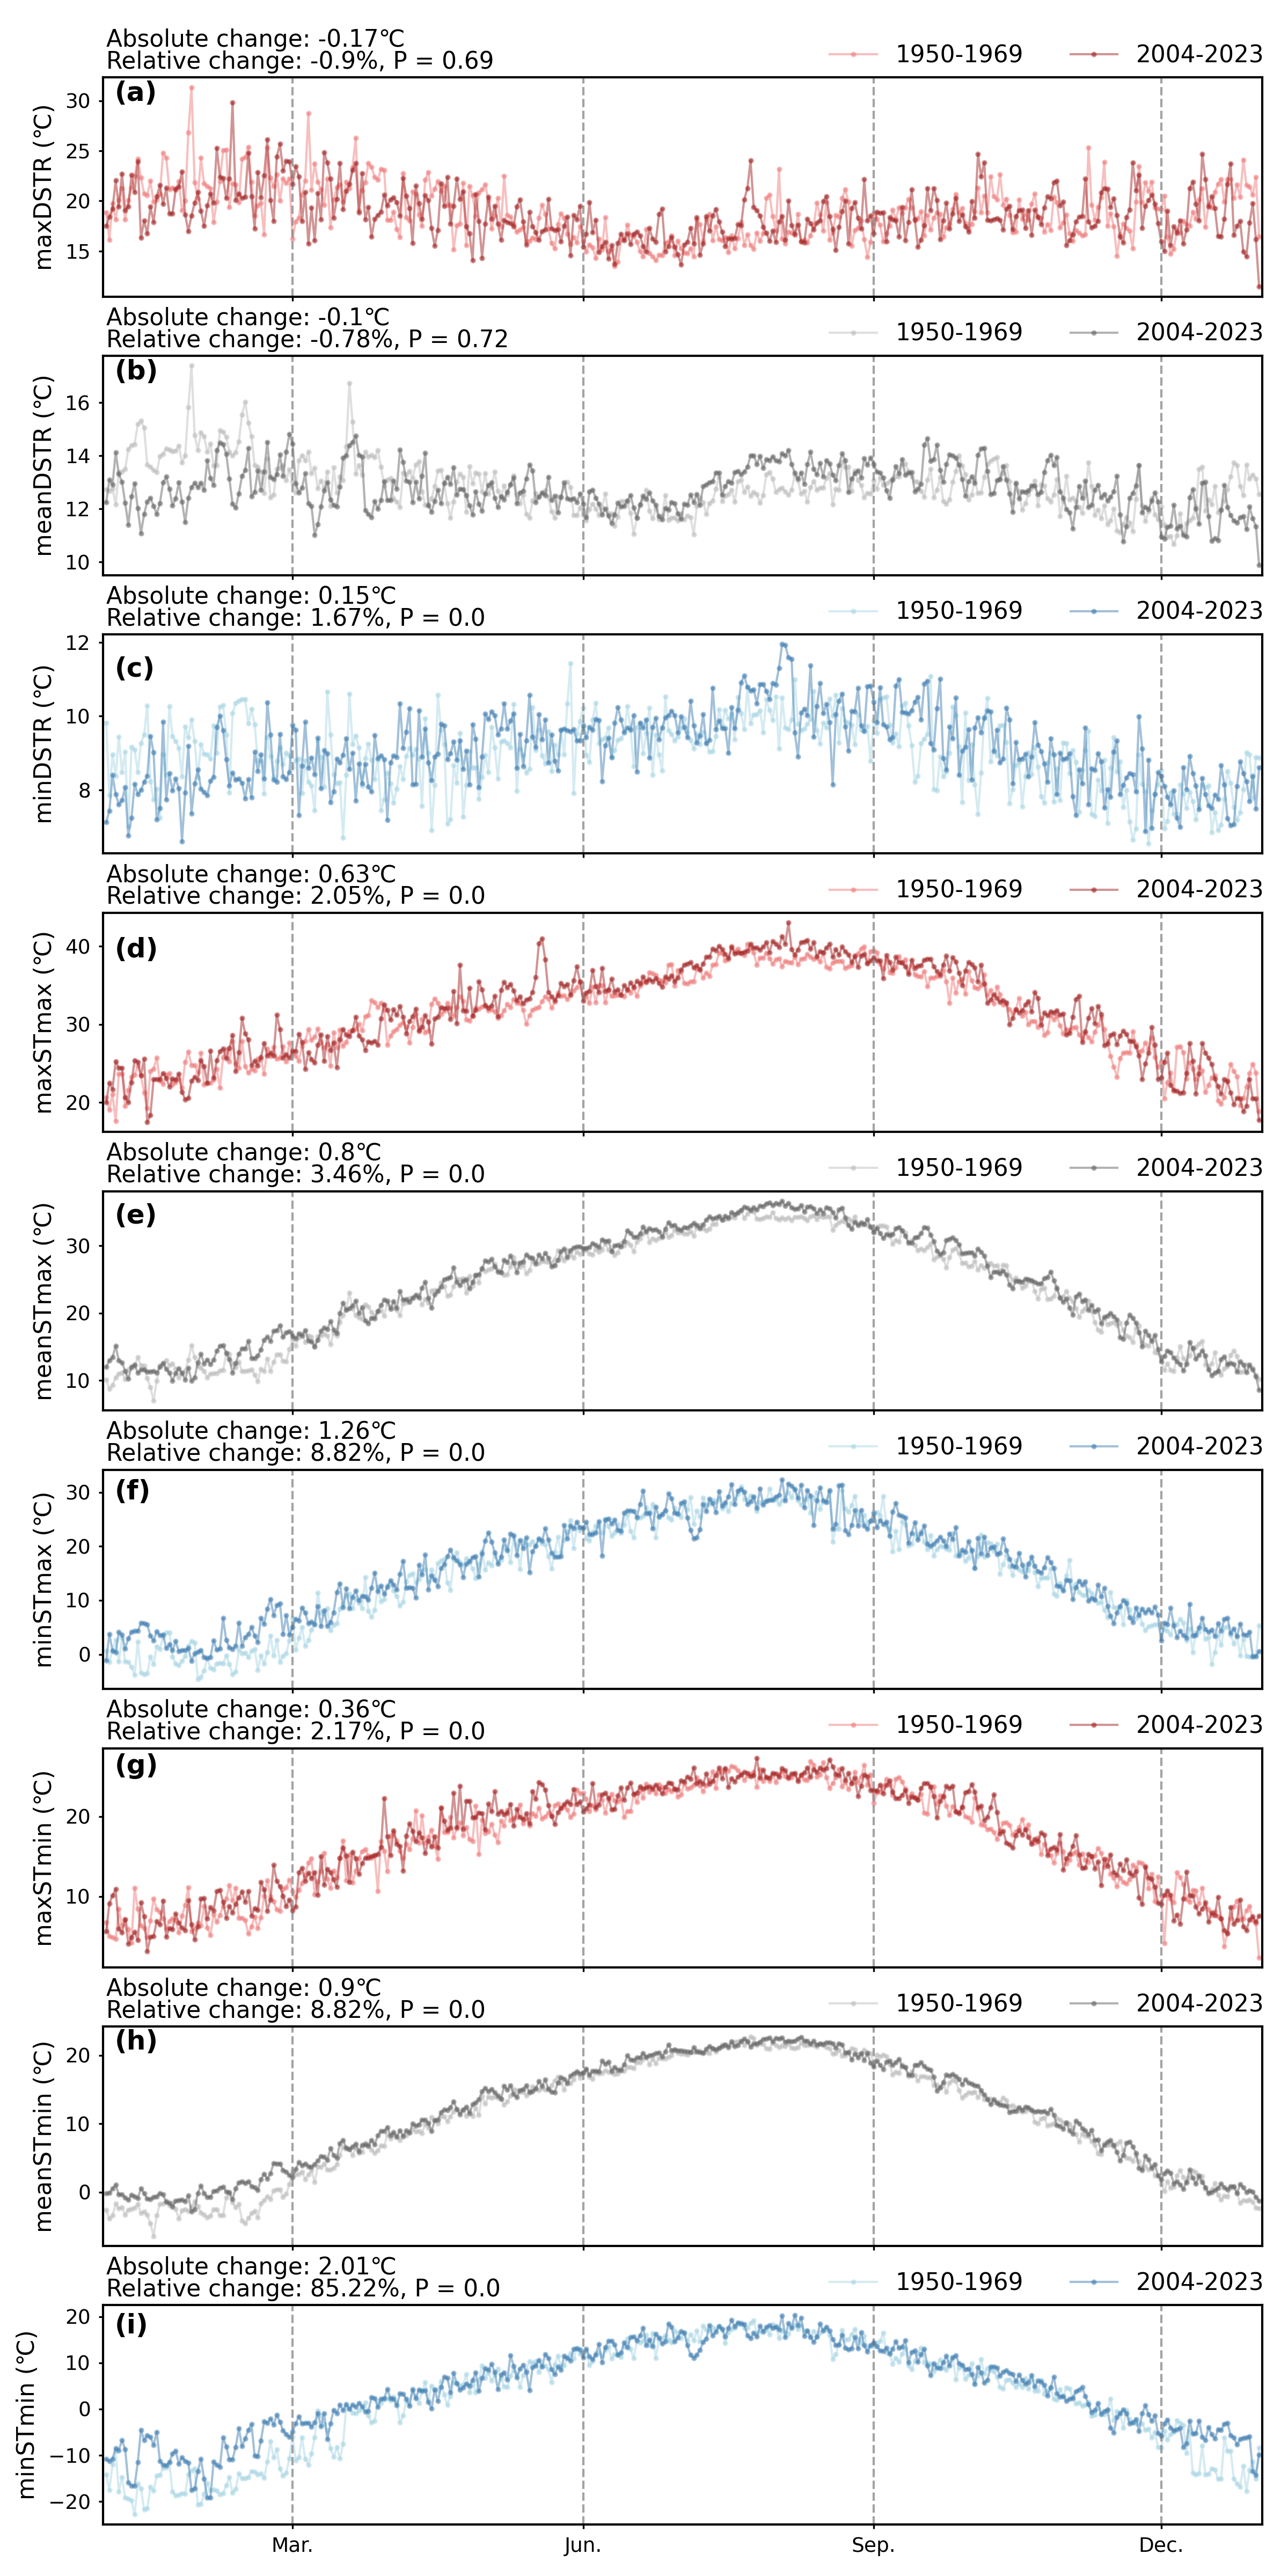 Absolute change: -0.17℃
Relative change: -0.9%, P = 0.69
1950-1969 2004-2023
(a)
maxDSTR (℃)
30
25
20
15
Absolute change: -0.1℃
Relative change: -0.78%, P = 0.72
1950-1969 2004-2023
(b)
meanDSTR (℃)
16
14
12
10
Absolute change: 0.15℃
Relative change: 1.67%, P = 0.0
1950-1969 2004-2023
(c)
minDSTR (℃)
12
10
8
Absolute change: 0.63℃
Relative change: 2.05%, P = 0.0
1950-1969 2004-2023
(d)
maxSTmax (℃)
40
30
20
Absolute change: 0.8℃
Relative change: 3.46%, P = 0.0
1950-1969 2004-2023
(e)
meanSTmax (℃)
30
20
10
Absolute change: 1.26℃
Relative change: 8.82%, P = 0.0
1950-1969 2004-2023
(f)
minSTmax (℃)
30
20
10
0
Absolute change: 0.36℃
Relative change: 2.17%, P = 0.0
1950-1969 2004-2023
(g)
maxSTmin (℃)
20
10
Absolute change: 0.9℃
Relative change: 8.82%, P = 0.0
1950-1969 2004-2023
(h)
meanSTmin (℃)
20
10
0
Absolute change: 2.01℃
Relative change: 85.22%, P = 0.0
1950-1969 2004-2023
(i)
minSTmin (℃)
20
10
0
−10
−20
Mar. Jun. Sep. Dec.